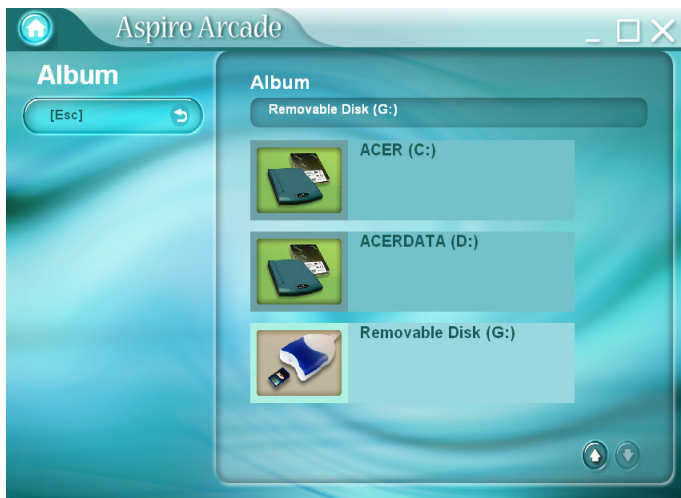 Aspire Arcade
Album
[Esc]
Album
Removable Disk (G:)
ACER (C:)
ACERDATA (D:)
Removable Disk (G:)